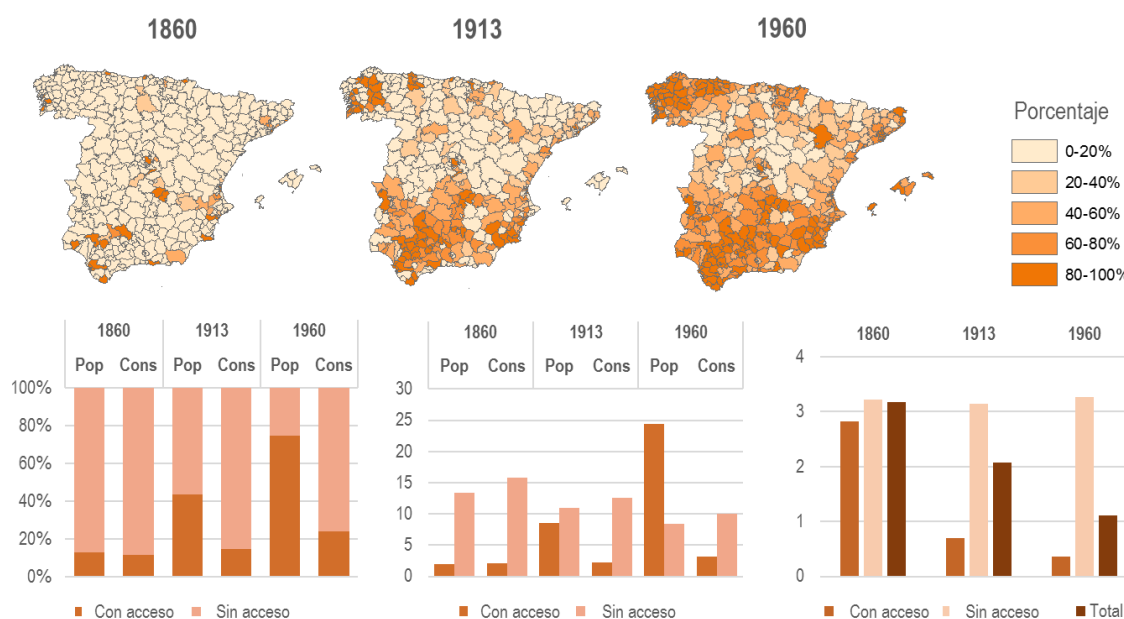 1860
1913
1960
Porcentaje
0-20%
20-40%
40-60%
60-80%
80-100%
1860 1913 1960
Pop Cons Pop Cons Pop Cons
100%
80%
60%
40%
20%
0%
Con acceso Sin acceso
1860 1913 1960
Pop Cons Pop Cons Pop Cons
30
25
20
15
10
5
0
Con acceso Sin acceso
1860 1913 1960
4
3
2
1
0
Con acceso Sin acceso Total